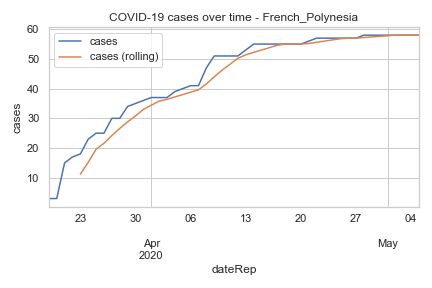 COVID-19 cases over time - French_Polynesia
cases
cases (rolling)
60
50
40
30
20
10
cases
23 30 06 13 20 27 04
Apr May
2020
dateRep